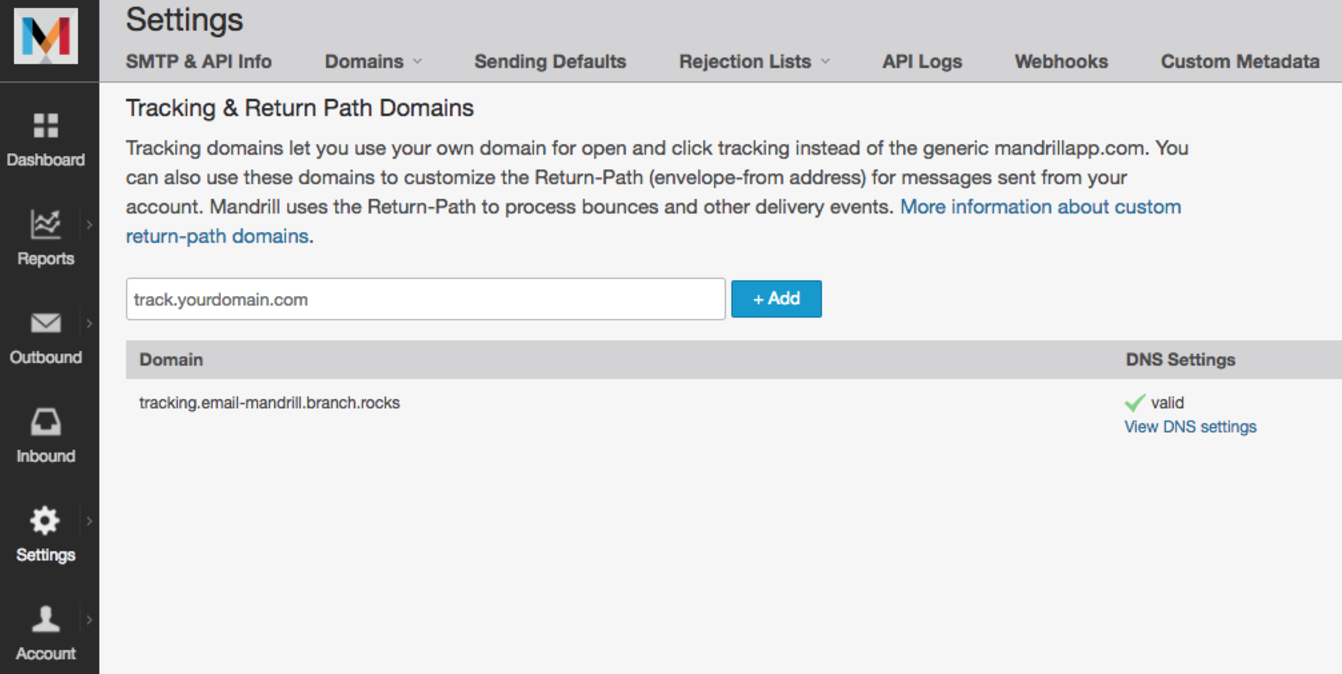 Settings
SMTP & API Info Domains Sending Defaults Rejection Lists API Logs Webhooks Custom Metadata
Dashboard
Reports
Outbound
Inbound
Settings
Account
Tracking & Return Path Domains
Tracking domains let you use your own domain for open and click tracking instead of the generic mandrillapp.com. You
can also use these domains to customize the Return-Path (envelope-from address) for messages sent from your
account. Mandrill uses the Return-Path to process bounces and other delivery events. More information about custom
return-path domains.
track.yourdomain.com + Add
Domain DNS Settings
tracking.email-mandrill.branch.rocks valid
View DNS settings